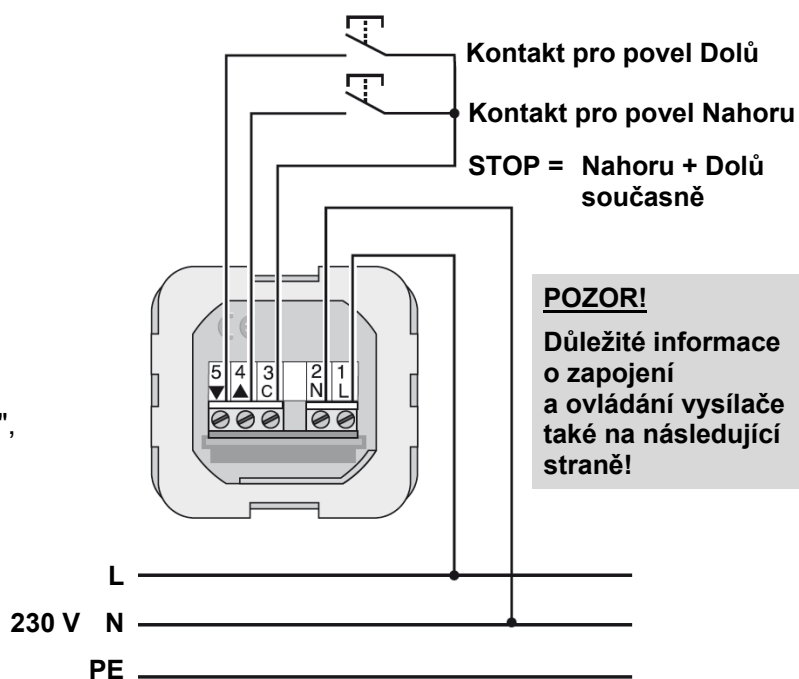 Kontakt pro povel Dolů
Kontakt pro povel Nahoru
STOP = Nahoru + Dolů
současně
POZOR!
Důležité informace
o zapojení
a ovládání vysílače
také na následující
straně!
5 4 3 2 1
▼ ▲ C N L
",
L
230 V N
PE